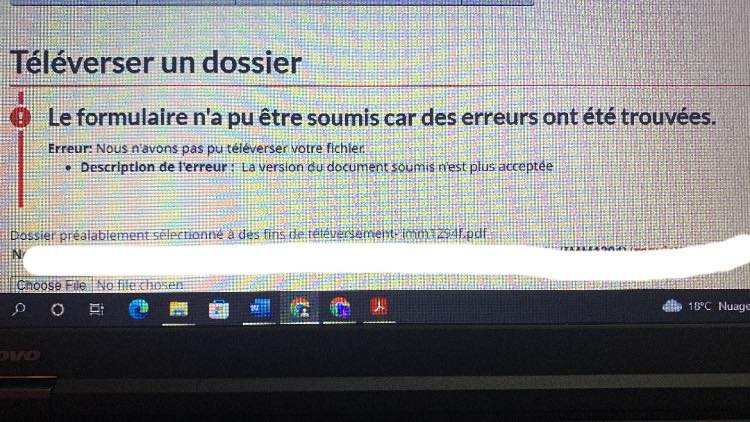 Téléverser un dossier
Le formulaire n'a pu être soumis car des erreurs ont été trouvées.
Erreur: Nous n'avons pas pu téléverser votre fichier.
• Description de l'erreur : La version du document soumis n'est plus acceptée
Dossier préalablement sélectionné à des fins de téléversement- imm1294f.pdf
Choose File No file chosen
18°C Nuage